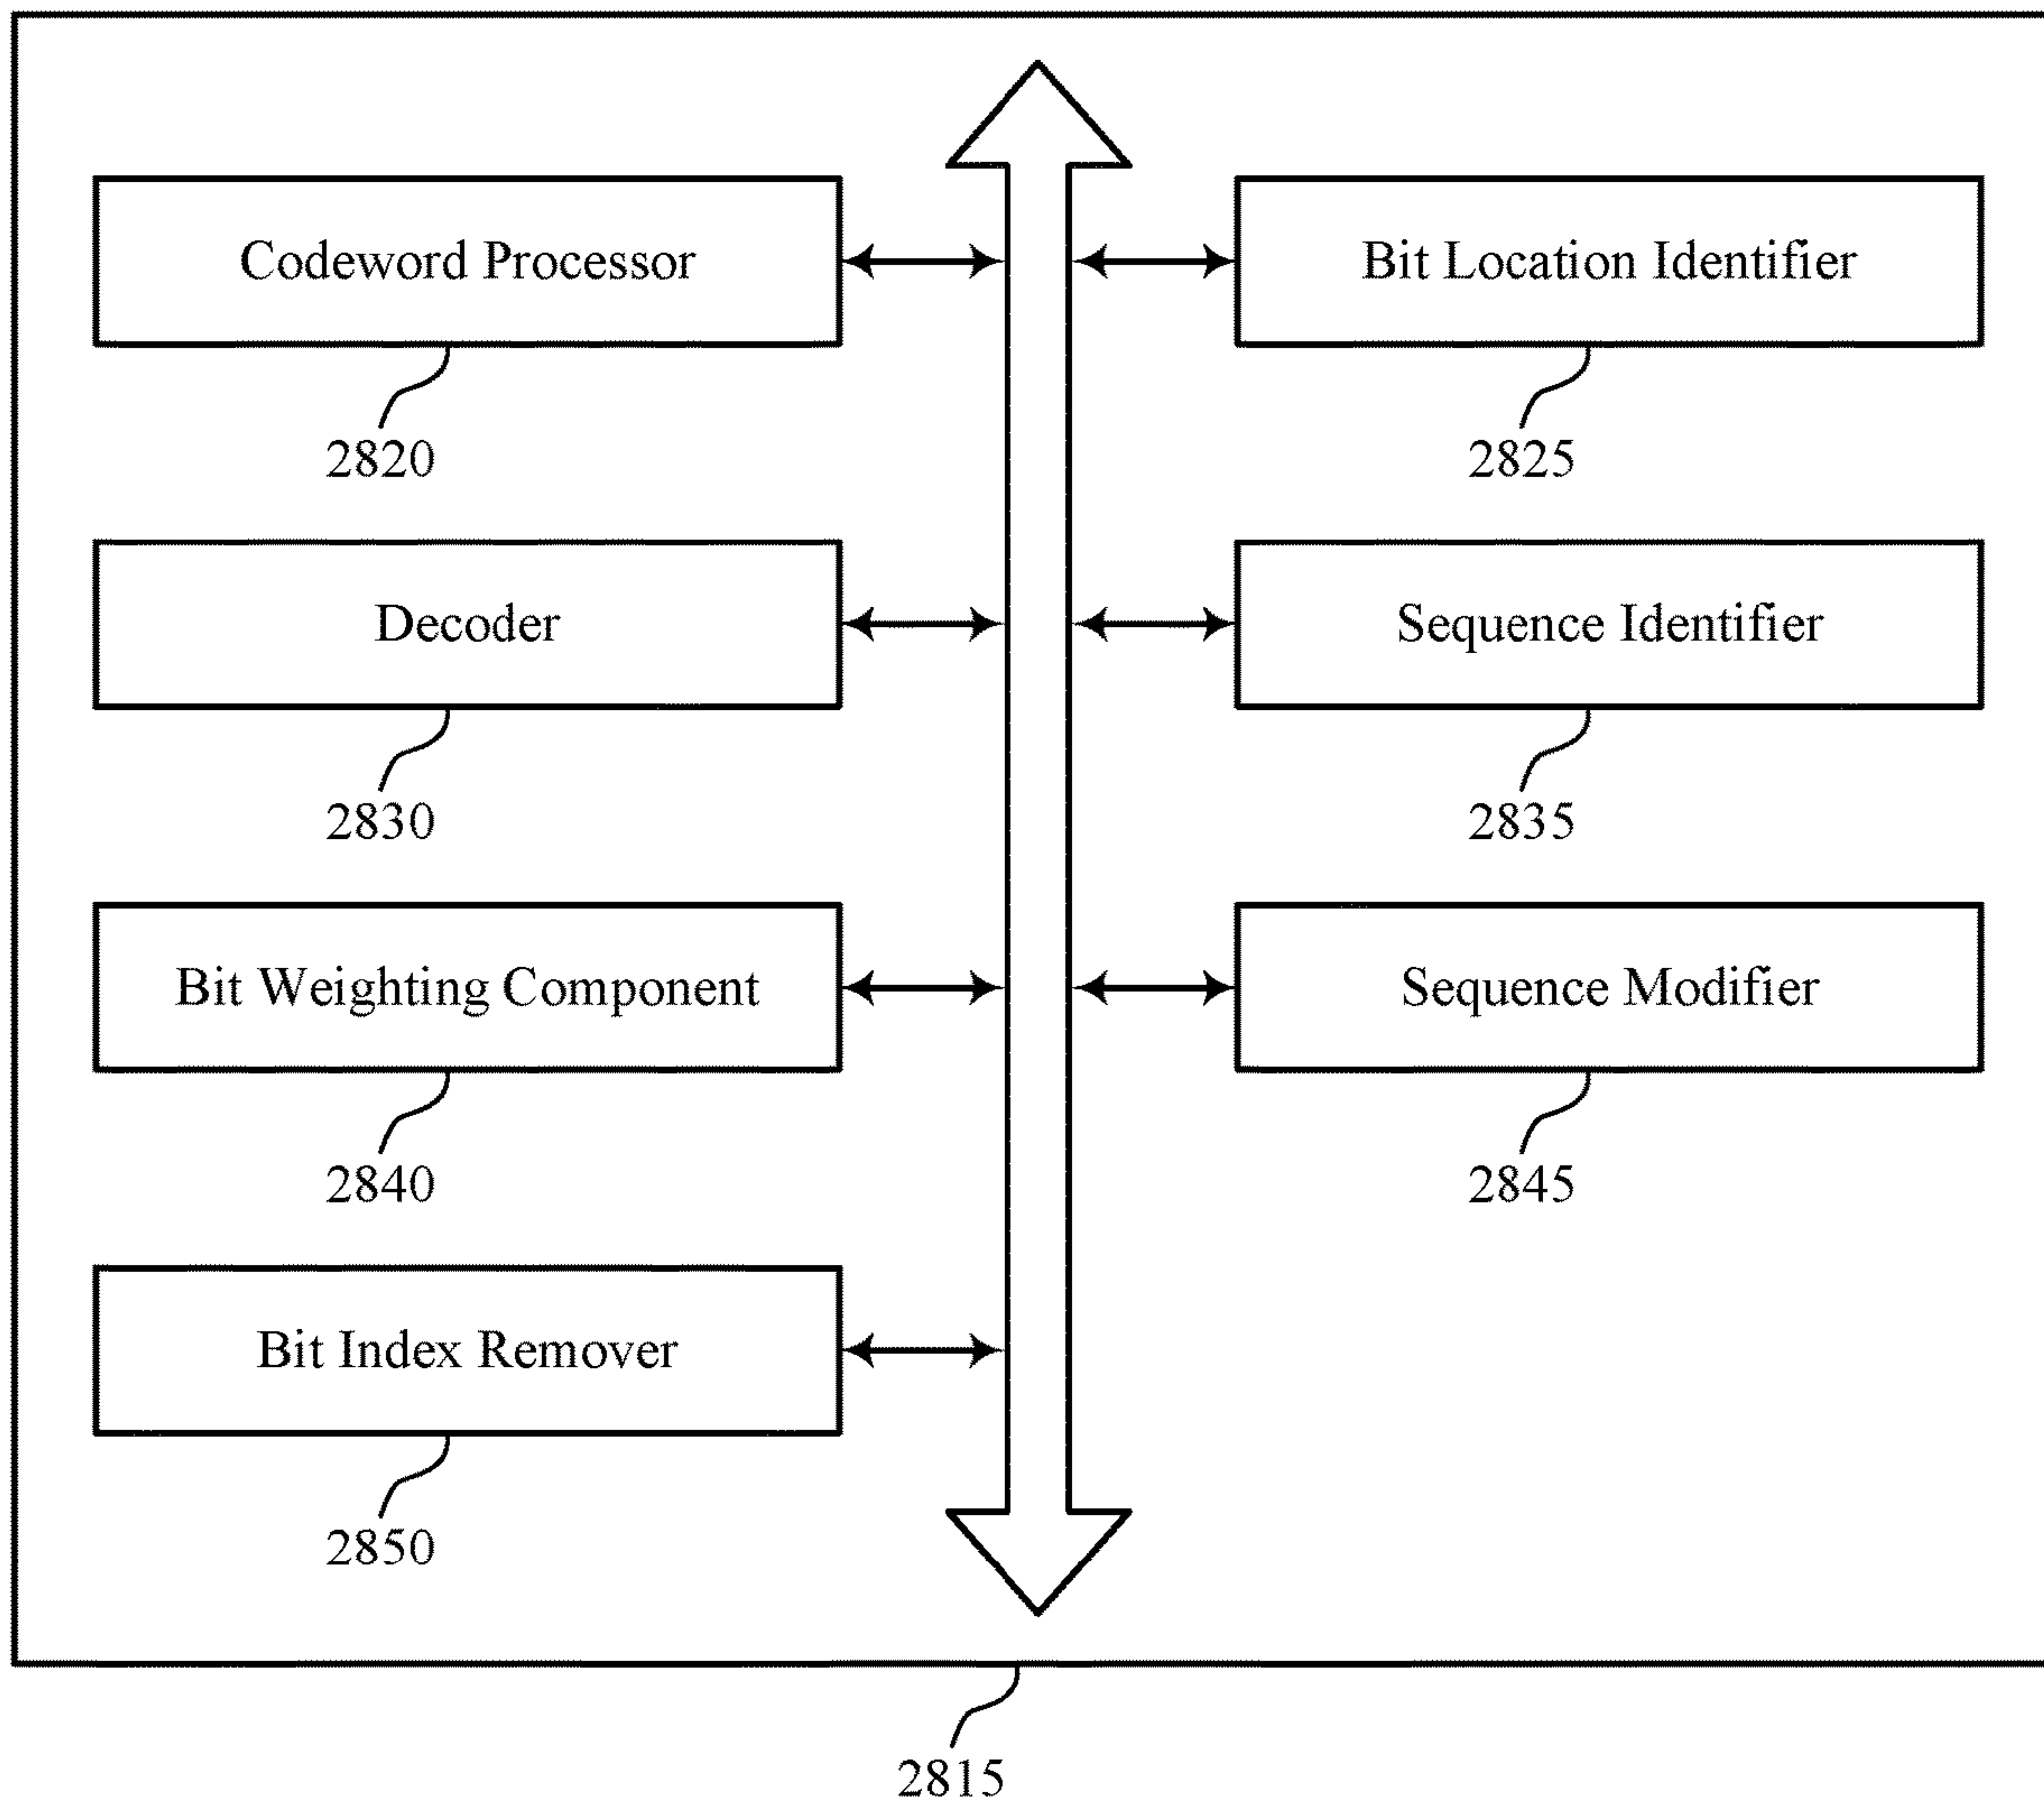 Codeword Processor
Bit Location Identifier
2820
2825
Decoder
Sequence Identifier
2830
2835
Bit Weighting Component
Sequence Modifier
2840
2845
Bit Index Remover
2850
2815